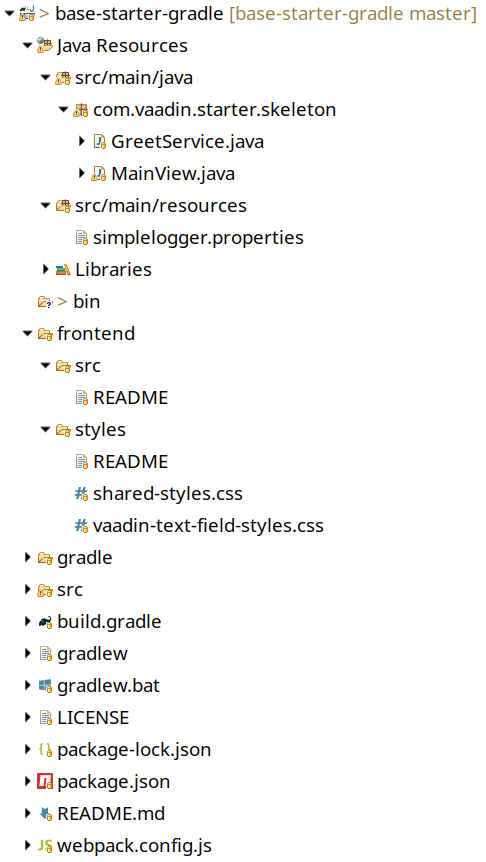 > base-starter-gradle [base-starter-gradle master]
Java Resources
src/main/java
com.vaadin.starter.skeleton
GreetService.java
MainView.java
src/main/resources
simplelogger.properties
Libraries
> bin
frontend
src
README
styles
README
shared-styles.css
vaadin-text-field-styles.css
gradle
src
build.gradle
gradlew
gradlew.bat
LICENSE
package-lock.json
package.json
README.md
webpack.config.js